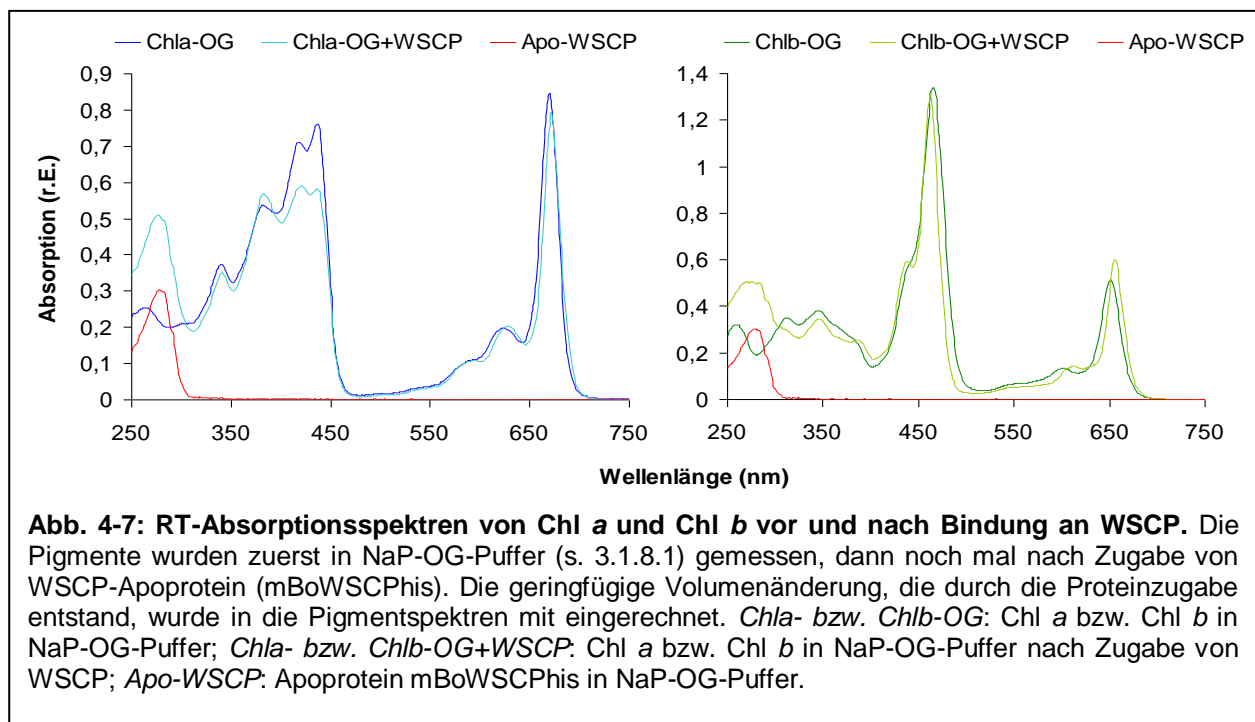 Chla-OG Chla-OG+WSCP Apo-WSCP
Chlb-OG Chlb-OG+WSCP Apo-WSCP
Absorption (r.E.)
0,9
0,8
0,7
0,6
0,5
0,4
0,3
0,2
0,1
0
250 350 450 550 650 750
1,4
1,2
1
0,8
0,6
0,4
0,2
0
250 350 450 550 650 750
Wellenlänge (nm)
Abb. 4-7: RT-Absorptionsspektren von Chl a und Chl b vor und nach Bindung an WSCP. Die
Pigmente wurden zuerst in NaP-OG-Puffer (s. 3.1.8.1) gemessen, dann noch mal nach Zugabe von
WSCP-Apoprotein (mBoWSCPhis). Die geringfügige Volumenänderung, die durch die Proteinzugabe
entstand, wurde in die Pigmentspektren mit eingerechnet. Chla- bzw. Chlb-OG: Chl a bzw. Chl b in
NaP-OG-Puffer; Chla- bzw. Chlb-OG+WSCP: Chl a bzw. Chl b in NaP-OG-Puffer nach Zugabe von
WSCP; Apo-WSCP: Apoprotein mBoWSCPhis in NaP-OG-Puffer.